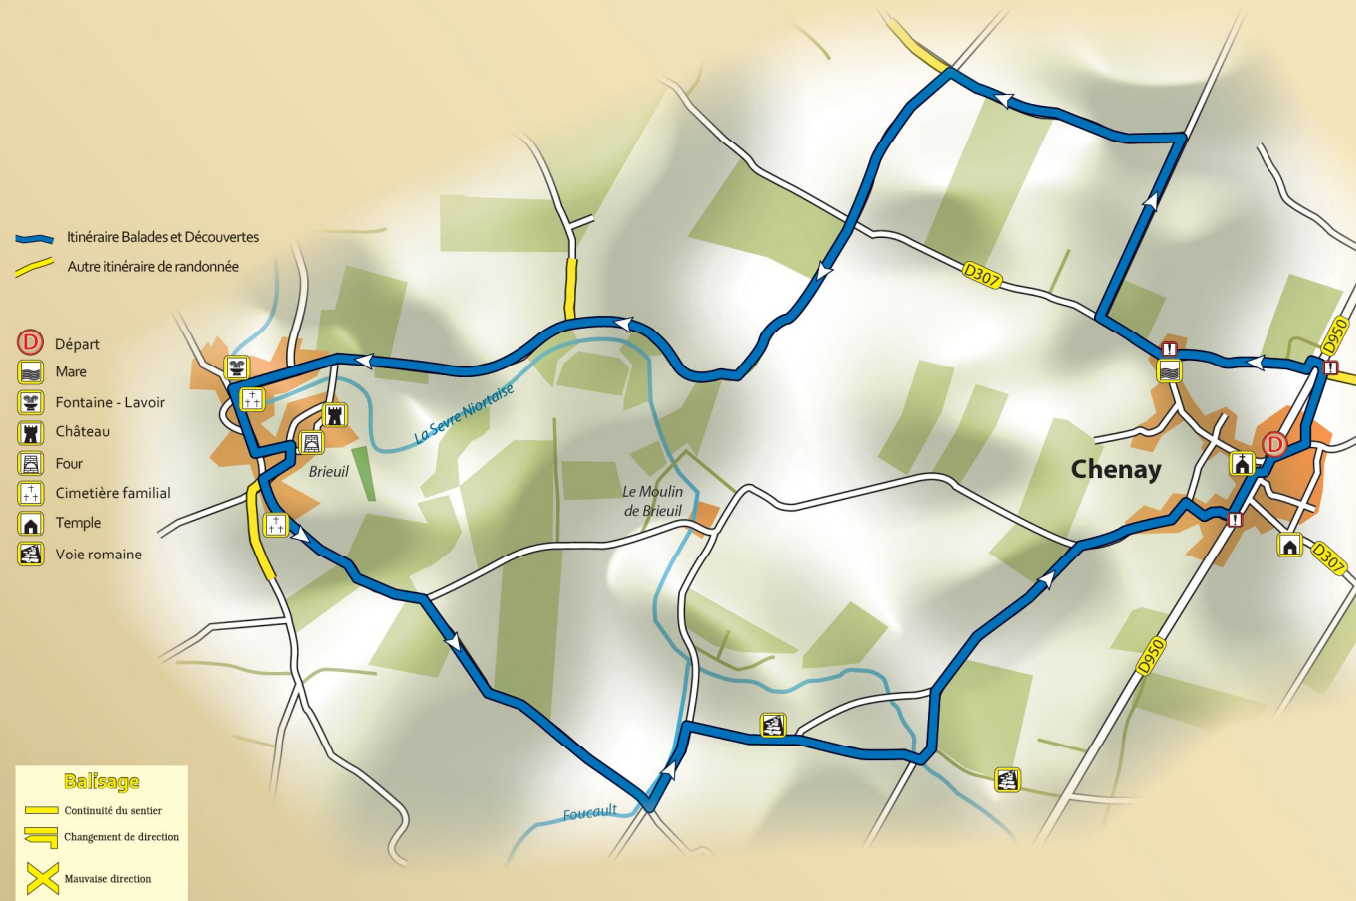 Itinéraire Balades et Découvertes
Autre itinéraire de randonnée
D
Départ
Mare
Fontaine - Lavoir
Château
Four
Cimetière familial
Temple
Voie romaine
Balisage
Continuité du sentier
Changement de direction
Mauvaise direction
D307
D950
!
!
D
Chenay
!
D307
D950
La Sevre Niortaise
Brieuil
Le Moulin
de Brieuil
Foucault